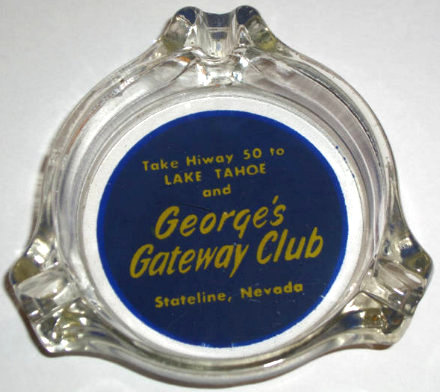 Take Hiway 50 to
LAKE TAHOE
and
George's
Gateway Club
Stateline, Nevada